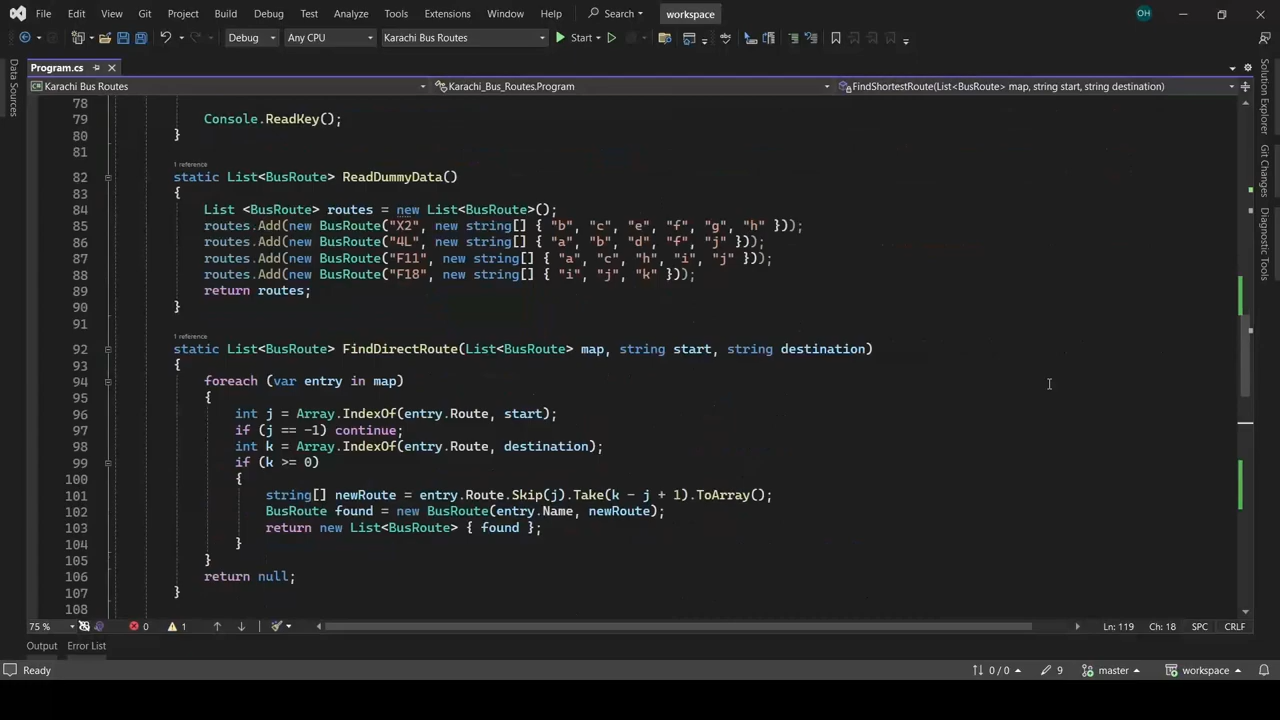 File Edit View Git Project Build Debug Test Analyze Tools Extensions Window Help Search workspace OH
Debug Any CPU Karachi Bus Routes Start
Program.cs
Karachi Bus Routes Karachi_Bus_Routes.Program FindShortestRoute(List<BusRoute> map, string start, string destination)
78
79 Console.ReadKey();
80 }
81
1 reference
82 static List<BusRoute> ReadDummyData()
83 {
84 List <BusRoute> routes = new List<BusRoute>();
85 routes.Add(new BusRoute("X2", new string[] { "b", "c", "e", "f", "g", "h" }));
86 routes.Add(new BusRoute("4L", new string[] { "a", "b", "d", "f", "j" }));
87 routes.Add(new BusRoute("F11", new string[] { "a", "c", "h", "i", "j" }));
88 routes.Add(new BusRoute("F18", new string[] { "i", "j", "k" }));
89 return routes;
90 }
91
1 reference
92 static List<BusRoute> FindDirectRoute(List<BusRoute> map, string start, string destination)
93 {
94 foreach (var entry in map)
95 {
96 int j = Array.IndexOf(entry.Route, start);
97 if (j == -1) continue;
98 int k = Array.IndexOf(entry.Route, destination);
99 if (k >= 0)
100 {
101 string[] newRoute = entry.Route.Skip(j).Take(k - j + 1).ToArray();
102 BusRoute found = new BusRoute(entry.Name, newRoute);
103 return new List<BusRoute> { found };
104 }
105 }
106 return null;
107 }
108
75 % 0 1 Ln: 119 Ch: 18 SPC CRLF
Output Error List
Ready 0 / 0 9 master workspace
Data Sources
Solution Explorer
Git Changes
Diagnostic Tools